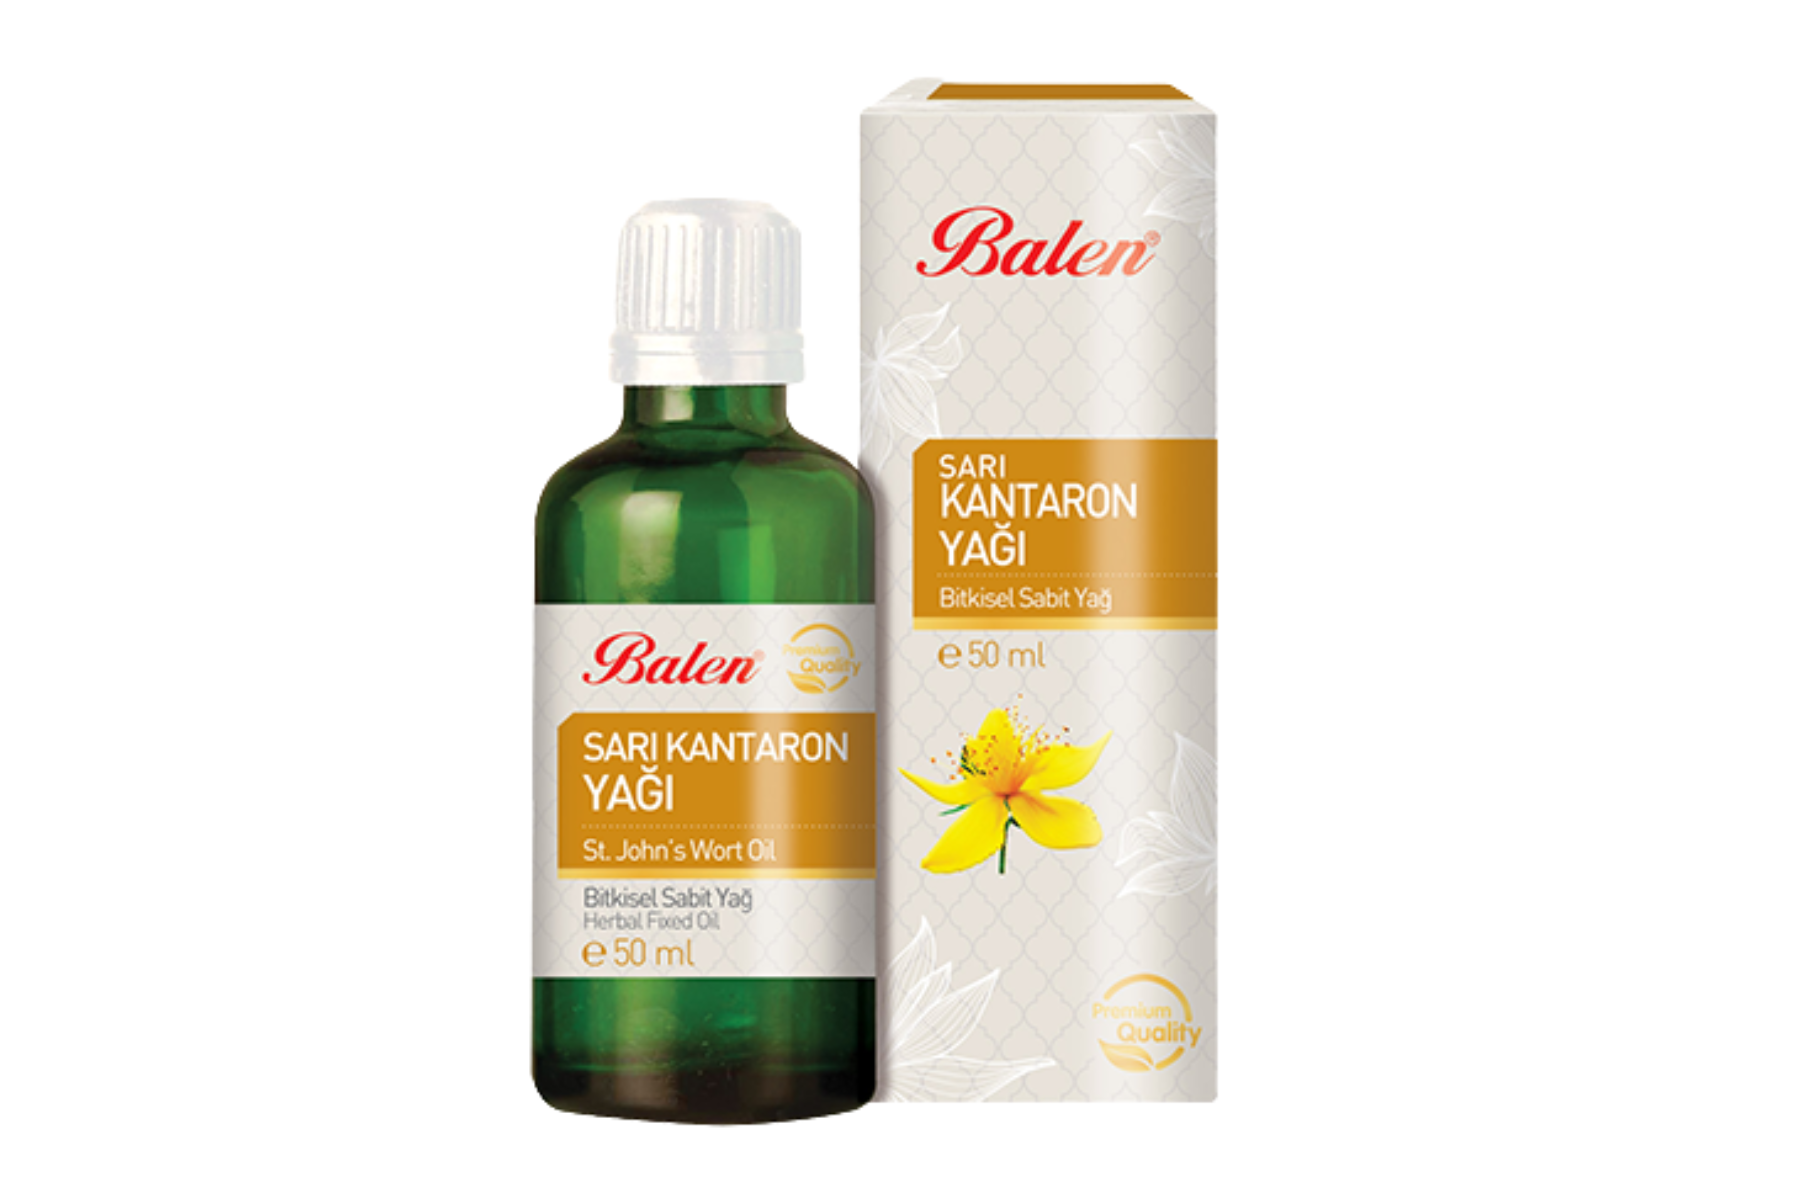 Balen®
Premium
Quality
SARI KANTARON
YAĞI
St. John's Wort Oil
Bitkisel Sabit Yağ
Herbal Fixed Oil
℮ 50 ml
Balen®
SARI
KANTARON
YAĞI
Bitkisel Sabit Yağ
℮ 50 ml
Premium
Quality